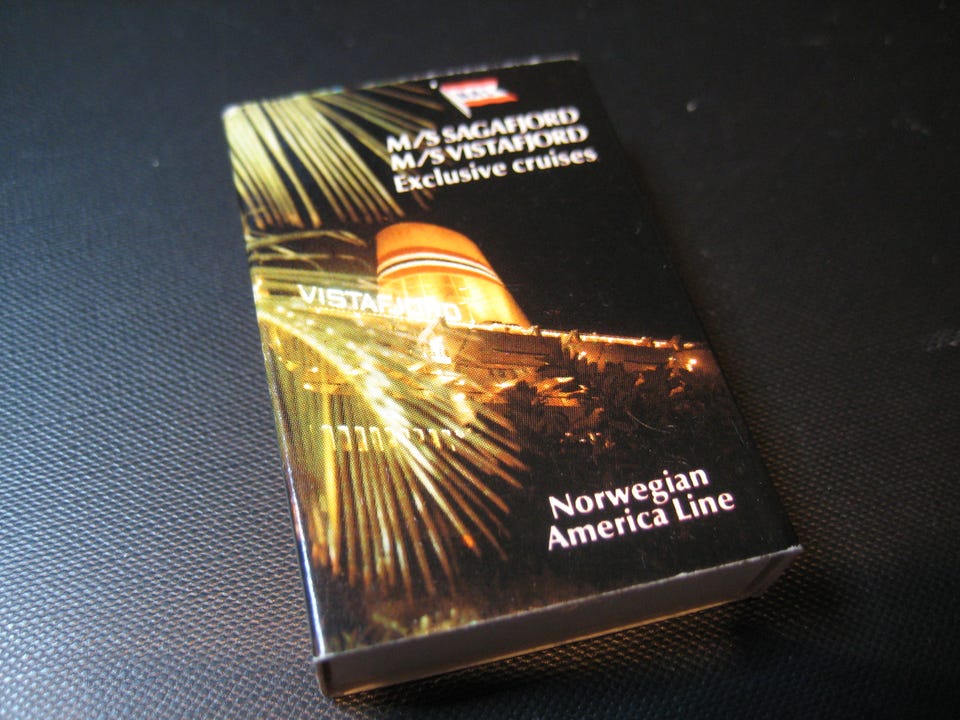 M/S SAGAFJORD
M/S VISTAFJORD
Exclusive cruises
VISTAFJORD
Norwegian
America Line